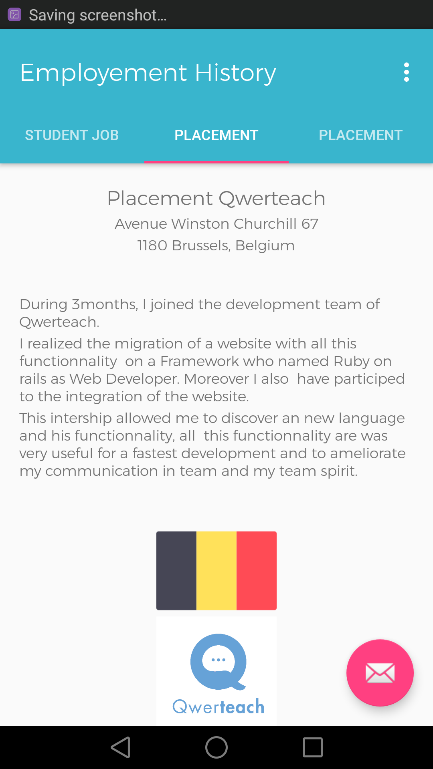 Saving screenshot...
Employement History
STUDENT JOB
PLACEMENT
PLACEMENT
Placement Qwerteach
Avenue Winston Churchill 67
1180 Brussels, Belgium
During 3months, I joined the development team of
Qwerteach.
I realized the migration of a website with all this
functionnality  on a Framework who named Ruby on
rails as Web Developer. Moreover I also  have participed
to the integration of the website.
This intership allowed me to discover an new language
and his functionnality, all  this functionnality are was
very useful for a fastest development and to ameliorate
my communication in team and my team spirit.
Qwerteach